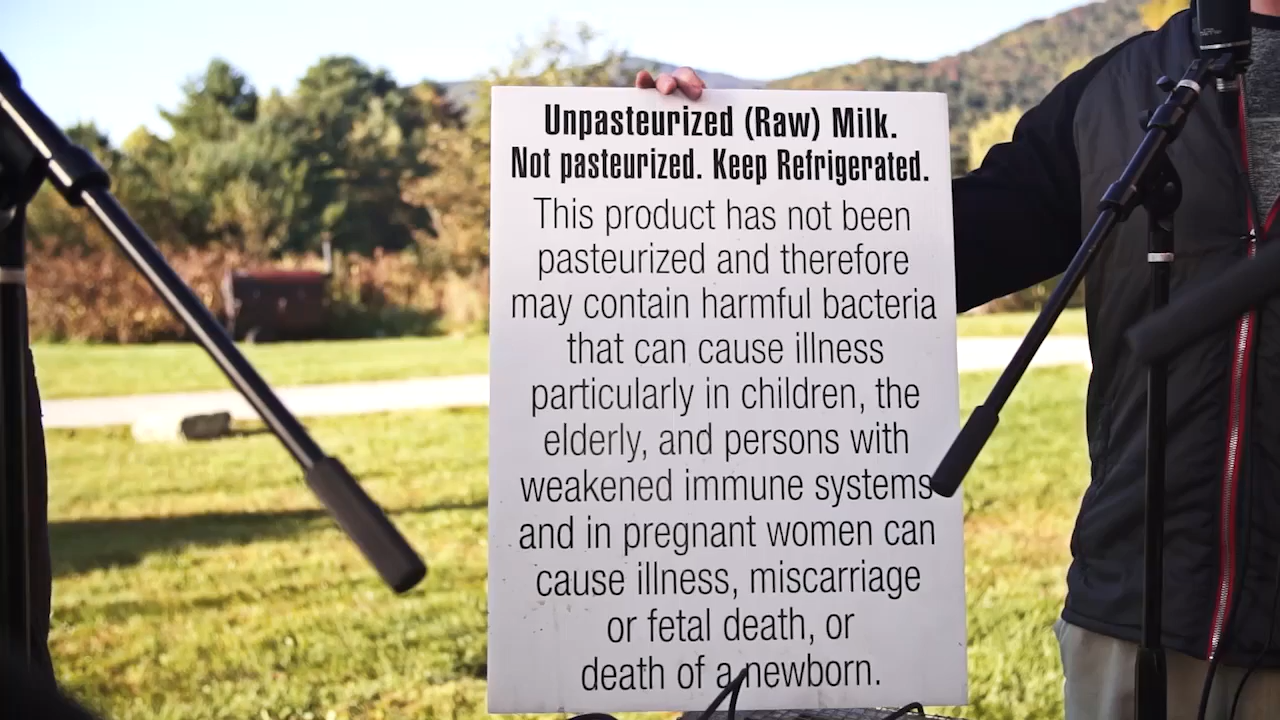 Unpasteurized (Raw) Milk.
Not pasteurized. Keep Refrigerated.
This product has not been
pasteurized and therefore
may contain harmful bacteria
that can cause illness
particularly in children, the
elderly, and persons with
weakened immune systems
and in pregnant women can
cause illness, miscarriage
or fetal death, or
death of a newborn.